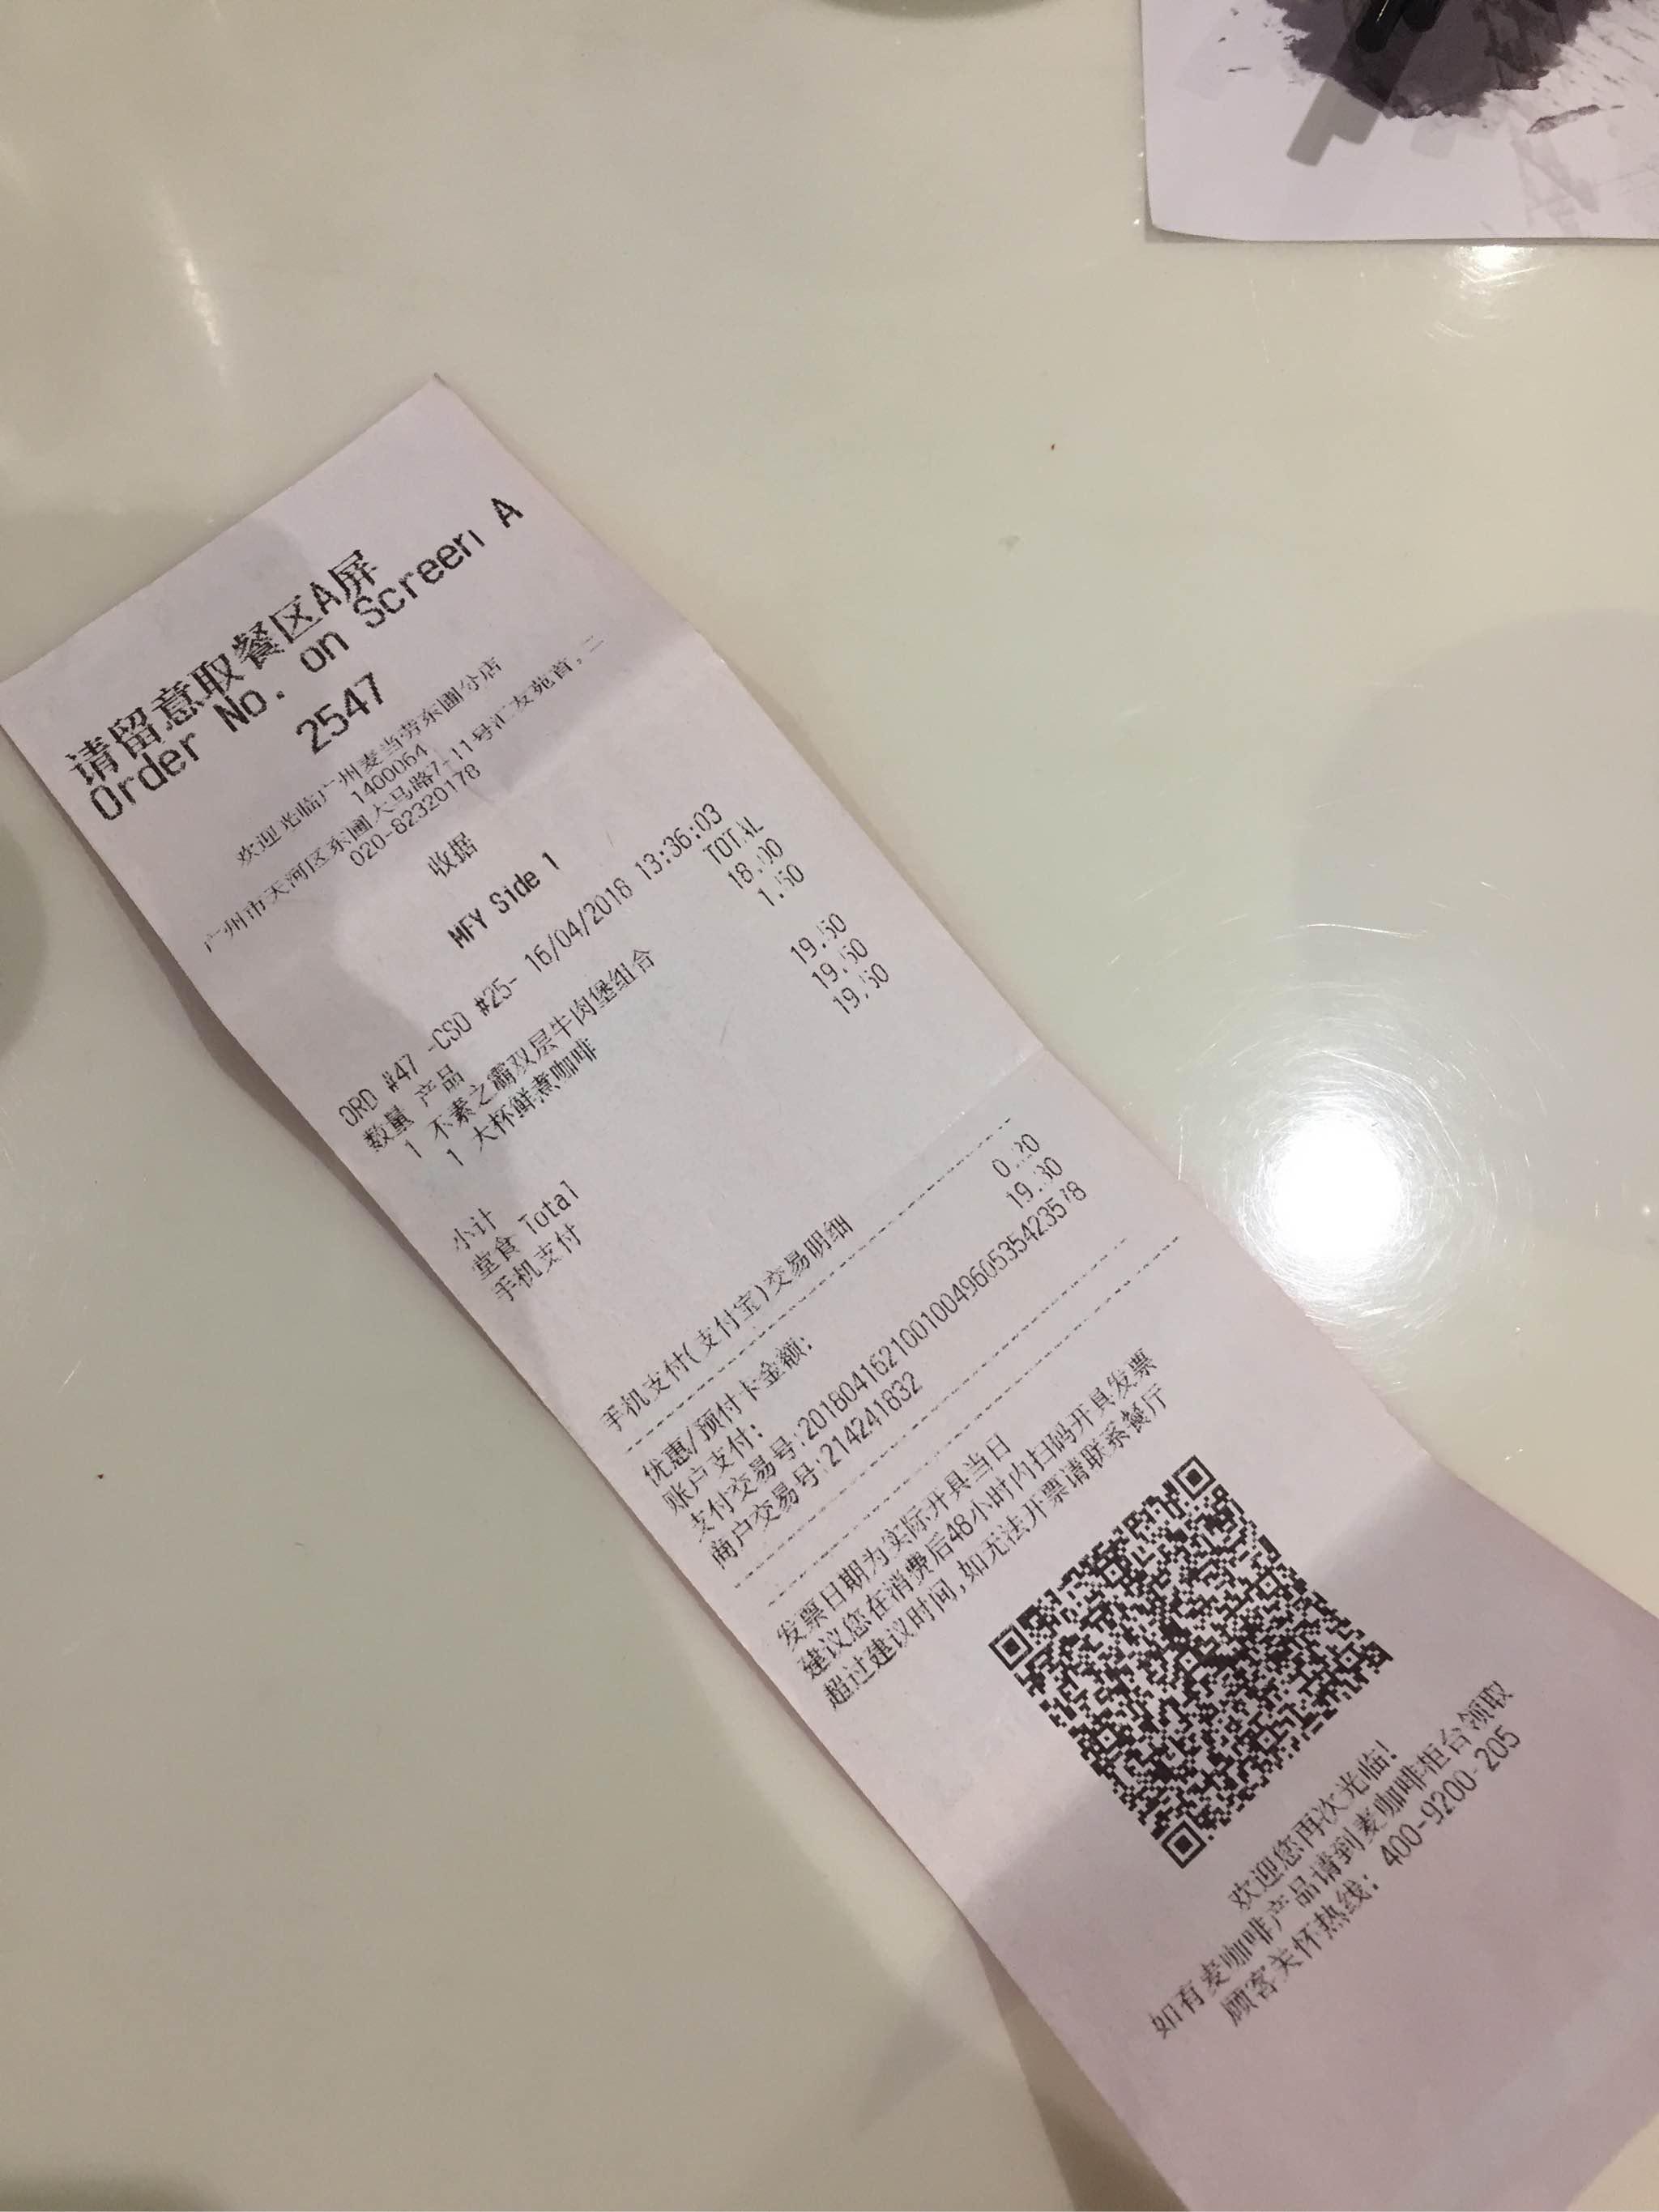 请留意取餐区A屏
Order No. on Screen A
2547
欢迎光临广州麦当劳东圃分店
1400064
广州市天河区东圃大马路7-11号汇友苑首,二
020-82320178
收据
MFY Side 1
ORD #47 -CSO #25- 16/04/2018 13:36:03
数量 产品 TOTAL
1 不素之霸双层牛肉堡组合 18.00
1 大杯鲜煮咖啡 1.50
小计 19.50
堂食 Total 19.50
手机支付 19.50
手机支付(支付宝)交易明细
优惠/预付卡金额: 0.20
账户支付: 19.30
支付交易号:2018041621001004960535423578
商户交易号:214241832
发票日期为实际开具当日
建议您在消费后48小时内扫码开具发票
超过建议时间,如无法开票请联系餐厅
欢迎您再次光临!
如有麦咖啡产品请到麦咖啡柜台领取
顾客关怀热线: 400-9200-205